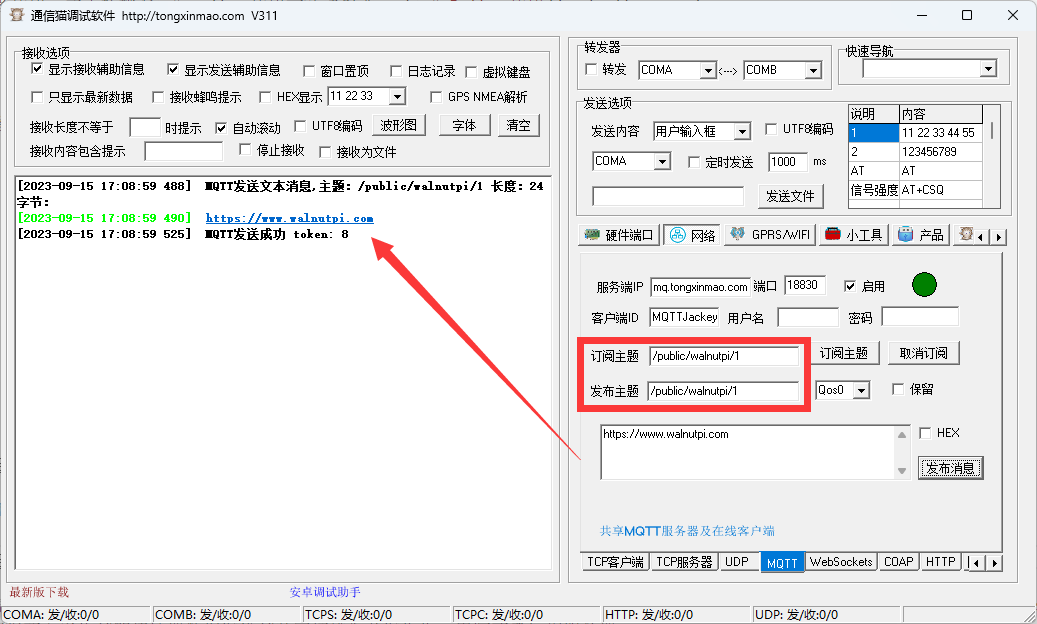 通信猫调试软件 http://tongxinmao.com V311
接收选项
显示接收辅助信息 显示发送辅助信息 窗口置顶 日志记录 虚拟键盘
只显示最新数据 接收蜂鸣提示 HEX显示 11 22 33 GPS NMEA解析
接收长度不等于 时提示 自动滚动 UTF8编码 波形图 字体 清空
接收内容包含提示 停止接收 接收为文件
[2023-09-15 17:08:59 488] MQTT发送文本消息,主题: /public/walnutpi/1 长度: 24
字节:
[2023-09-15 17:08:59 490] https://www.walnutpi.com
[2023-09-15 17:08:59 525] MQTT发送成功 token: 8
转发器
转发 COMA <--> COMB
快速导航
发送选项
发送内容 用户输入框 UTF8编码
COMA 定时发送 1000 ms
发送文件
说明 内容
1 11 22 33 44 55
2 123456789
AT AT
信号强度 AT+CSQ
硬件端口 网络 GPRS/WIFI 小工具 产品
服务端IP mq.tongxinmao.com 端口 18830 启用
客户端ID MQTTJackey 用户名 密码
订阅主题 /public/walnutpi/1 订阅主题 取消订阅
发布主题 /public/walnutpi/1 Qos0 保留
https://www.walnutpi.com HEX
发布消息
共享MQTT服务器及在线客户端
TCP客户端 TCP服务器 UDP MQTT WebSockets COAP HTTP
最新版下载 安卓调试助手
COMA: 发/收:0/0 COMB: 发/收:0/0 TCPS: 发/收:0/0 TCPC: 发/收:0/0 HTTP: 发/收:0/0 UDP: 发/收:0/0